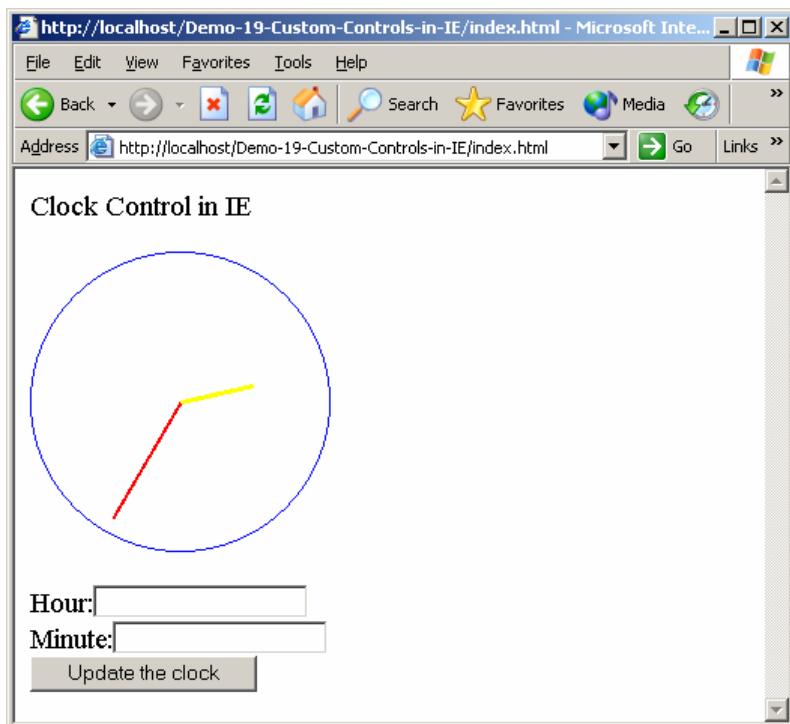 http://localhost/Demo-19-Custom-Controls-in-IE/index.html - Microsoft Inte...
File Edit View Favorites Tools Help
Back Search Favorites Media »
Address http://localhost/Demo-19-Custom-Controls-in-IE/index.html Go Links »
Clock Control in IE
Hour:
Minute:
Update the clock